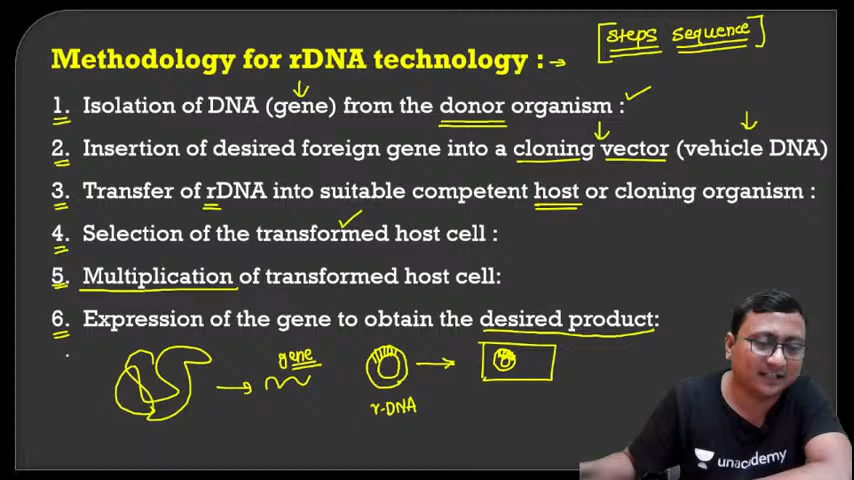 [steps sequence]
Methodology for rDNA technology : →
1. Isolation of DNA (gene) from the donor organism :
2. Insertion of desired foreign gene into a cloning vector (vehicle DNA)
3. Transfer of rDNA into suitable competent host or cloning organism :
4. Selection of the transformed host cell :
5. Multiplication of transformed host cell:
6. Expression of the gene to obtain the desired product:
gene
r-DNA
unacademy